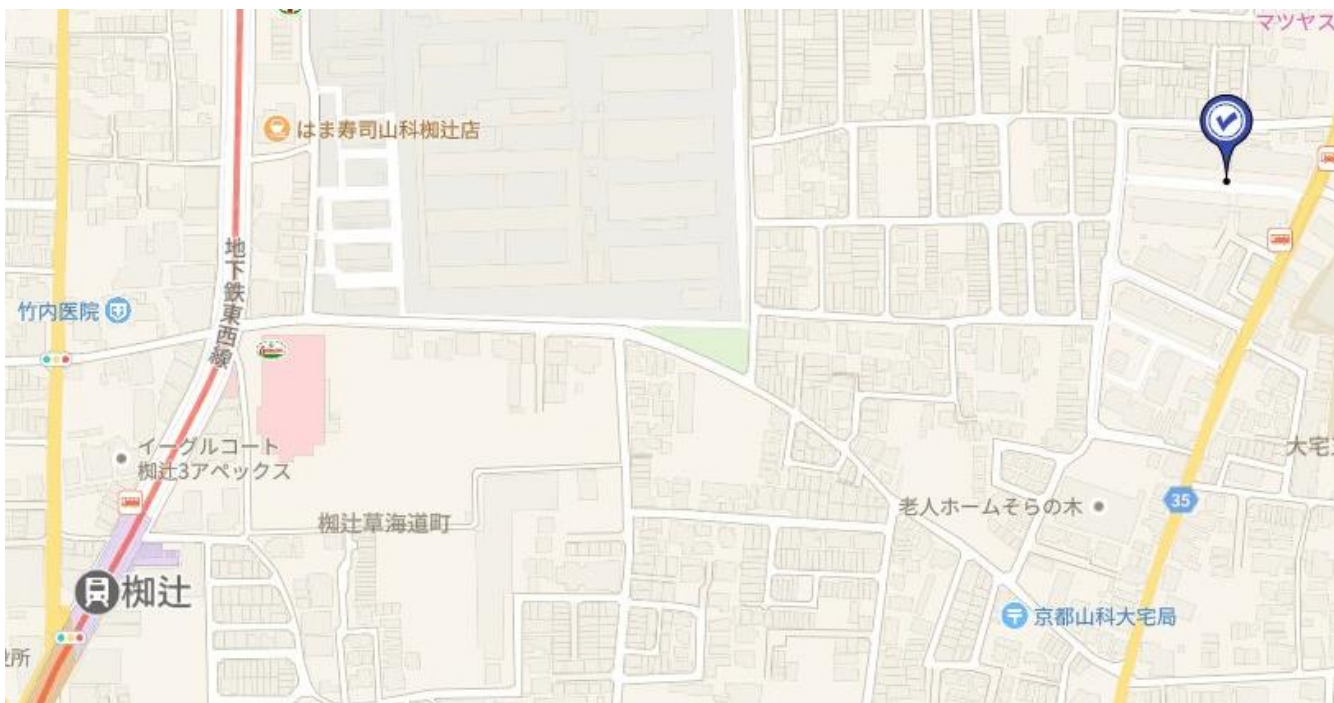 マツヤス
はま寿司山科椥辻店
地下鉄東西線
竹内医院
イーグルコート
椥辻3アペックス
大宅
35
老人ホームそらの木
椥辻草海道町
椥辻
京都山科大宅局
役所